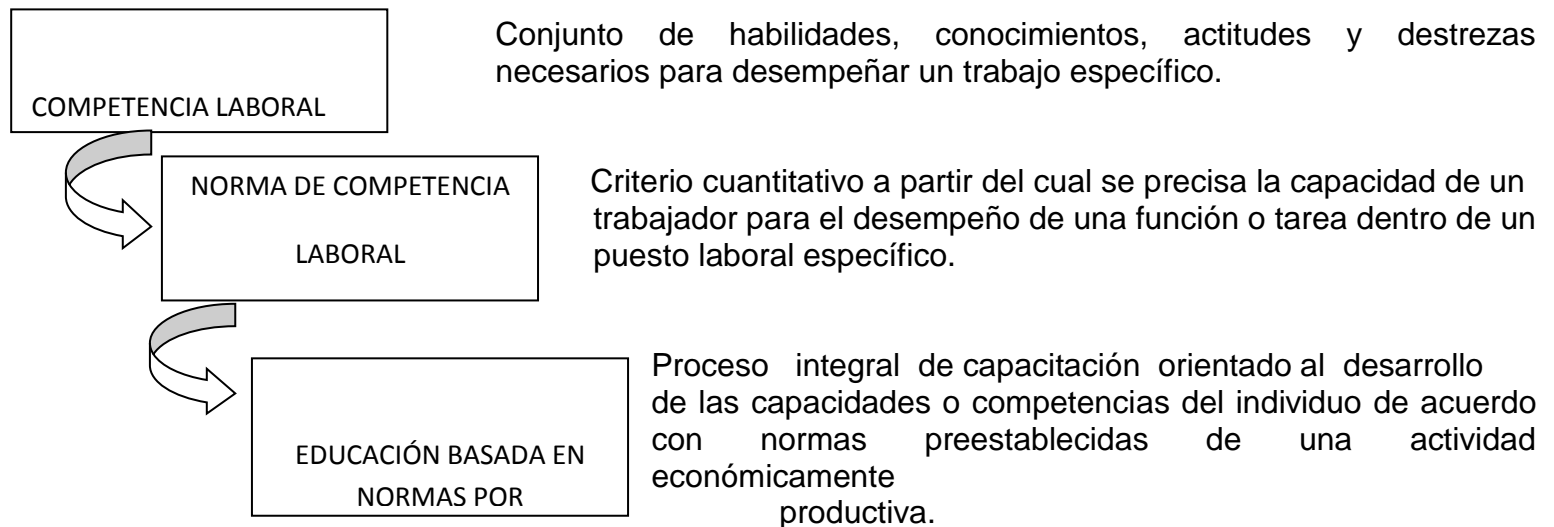 Conjunto de habilidades, conocimientos, actitudes y destrezas
necesarios para desempeñar un trabajo específico.
COMPETENCIA LABORAL
NORMA DE COMPETENCIA
LABORAL
Criterio cuantitativo a partir del cual se precisa la capacidad de un
trabajador para el desempeño de una función o tarea dentro de un
puesto laboral específico.
EDUCACIÓN BASADA EN
NORMAS POR
Proceso integral de capacitación orientado al desarrollo
de las capacidades o competencias del individuo de acuerdo
con normas preestablecidas de una actividad
económicamente
productiva.